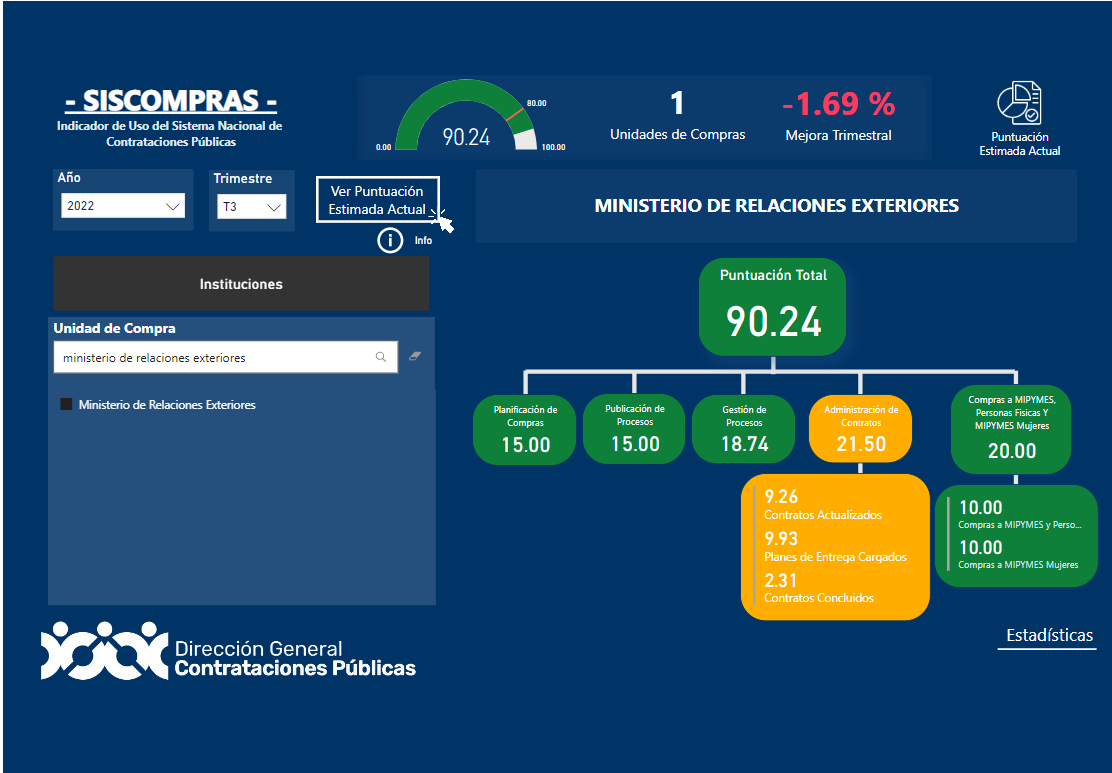 - SISCOMPRAS -
Indicador de Uso del Sistema Nacional de
Contrataciones Públicas
0.00
90.24
80.00
100.00
1
Unidades de Compras
-1.69 %
Mejora Trimestral
Puntuación
Estimada Actual
Año
2022
Trimestre
T3
Ver Puntuación
Estimada Actual
Info
MINISTERIO DE RELACIONES EXTERIORES
Instituciones
Unidad de Compra
ministerio de relaciones exteriores
Ministerio de Relaciones Exteriores
Puntuación Total
90.24
Planificación de
Compras
15.00
Publicación de
Procesos
15.00
Gestión de
Procesos
18.74
Administración de
Contratos
21.50
Compras a MIPYMES,
Personas Fisicas Y
MIPYMES Mujeres
20.00
9.26
Contratos Actualizados
9.93
Planes de Entrega Cargados
2.31
Contratos Concluidos
10.00
Compras a MIPYMES y Perso...
10.00
Compras a MIPYMES Mujeres
Estadísticas
Dirección General
Contrataciones Públicas